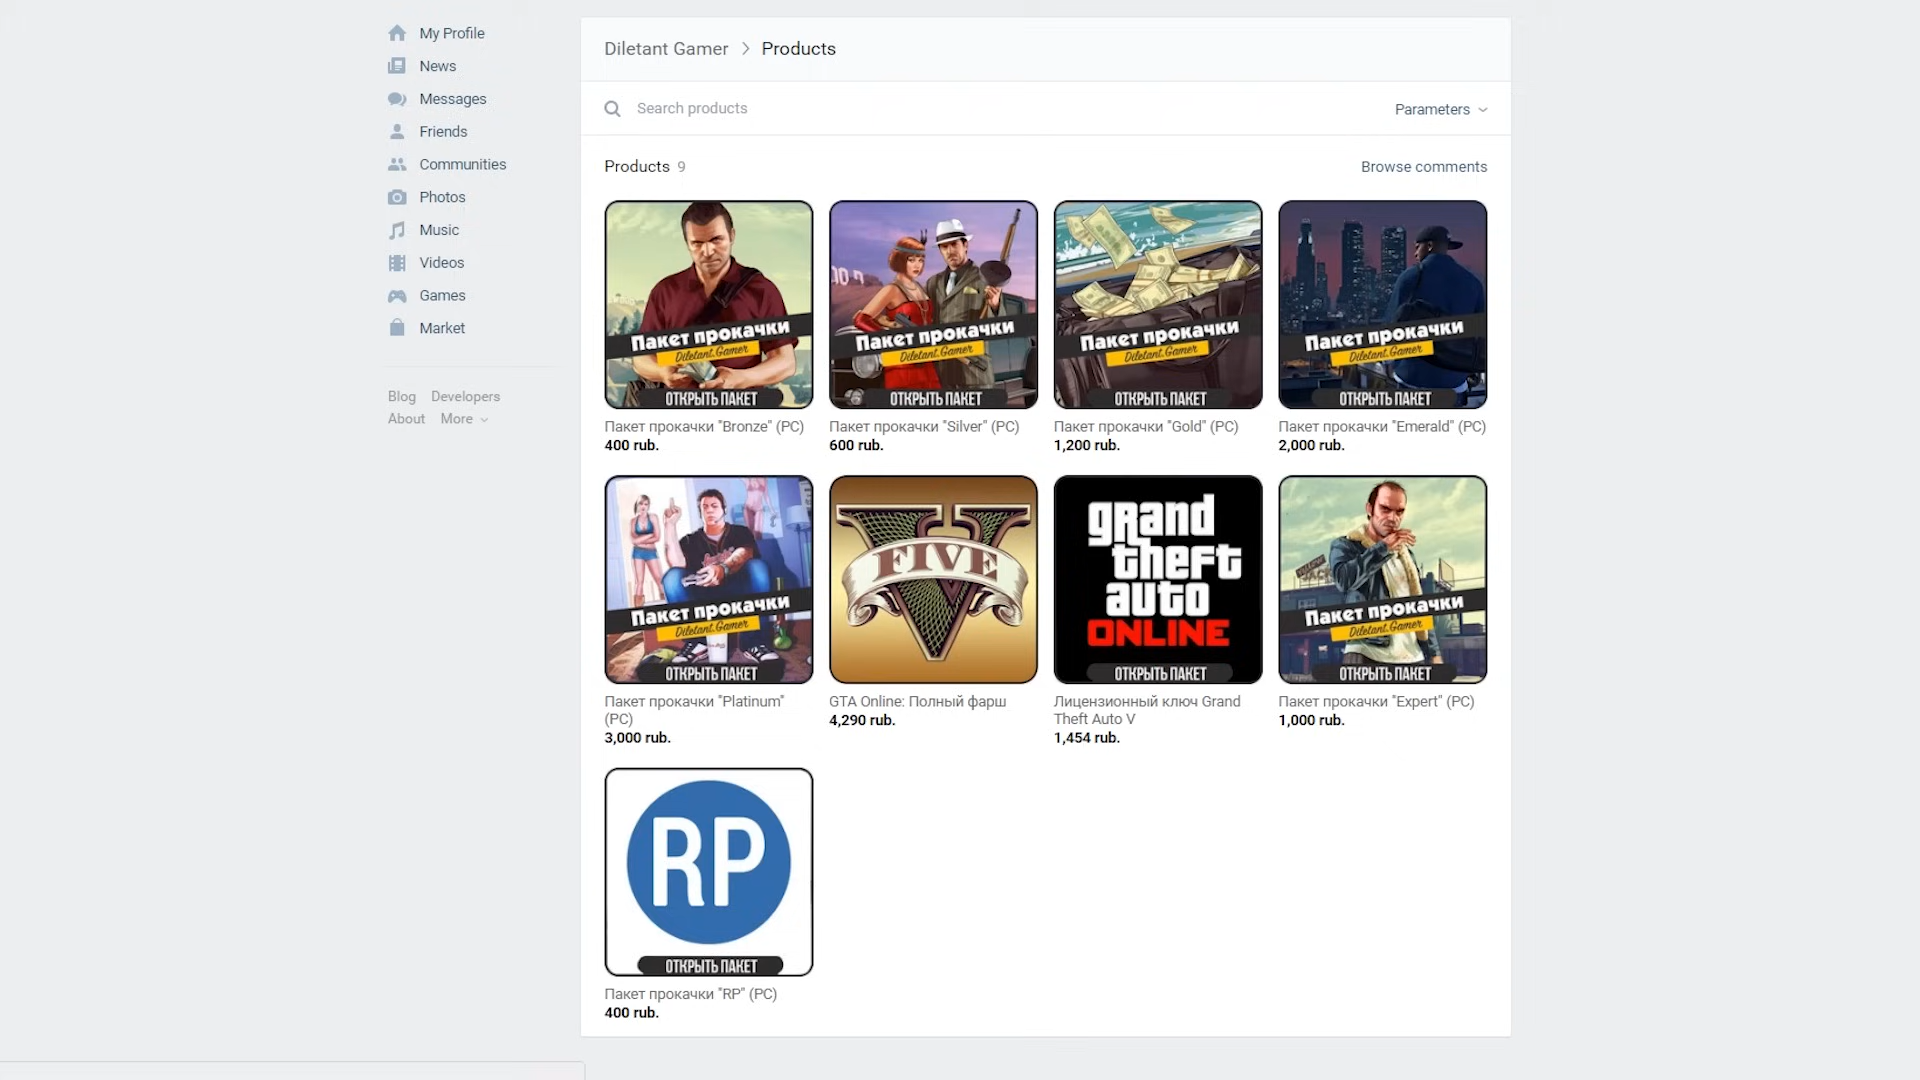 My Profile
News
Messages
Friends
Communities
Photos
Music
Videos
Games
Market
Blog Developers
About More
Diletant Gamer > Products
Search products
Parameters
Products 9
Browse comments
Пакет прокачки
Diletant.Gamer
ОТКРЫТЬ ПАКЕТ
Пакет прокачки "Bronze" (PC)
400 rub.
Пакет прокачки
Diletant.Gamer
ОТКРЫТЬ ПАКЕТ
Пакет прокачки "Silver" (PC)
600 rub.
Пакет прокачки
Diletant.Gamer
ОТКРЫТЬ ПАКЕТ
Пакет прокачки "Gold" (PC)
1,200 rub.
Пакет прокачки
Diletant.Gamer
ОТКРЫТЬ ПАКЕТ
Пакет прокачки "Emerald" (PC)
2,000 rub.
Пакет прокачки
Diletant.Gamer
ОТКРЫТЬ ПАКЕТ
Пакет прокачки "Platinum"
(PC)
3,000 rub.
V
FIVE
GTA Online: Полный фарш
4,290 rub.
grand
theft
auto
ONLINE
ОТКРЫТЬ ПАКЕТ
Лицензионный ключ Grand
Theft Auto V
1,454 rub.
Пакет прокачки
Diletant.Gamer
ОТКРЫТЬ ПАКЕТ
Пакет прокачки "Expert" (PC)
1,000 rub.
RP
ОТКРЫТЬ ПАКЕТ
Пакет прокачки "RP" (PC)
400 rub.